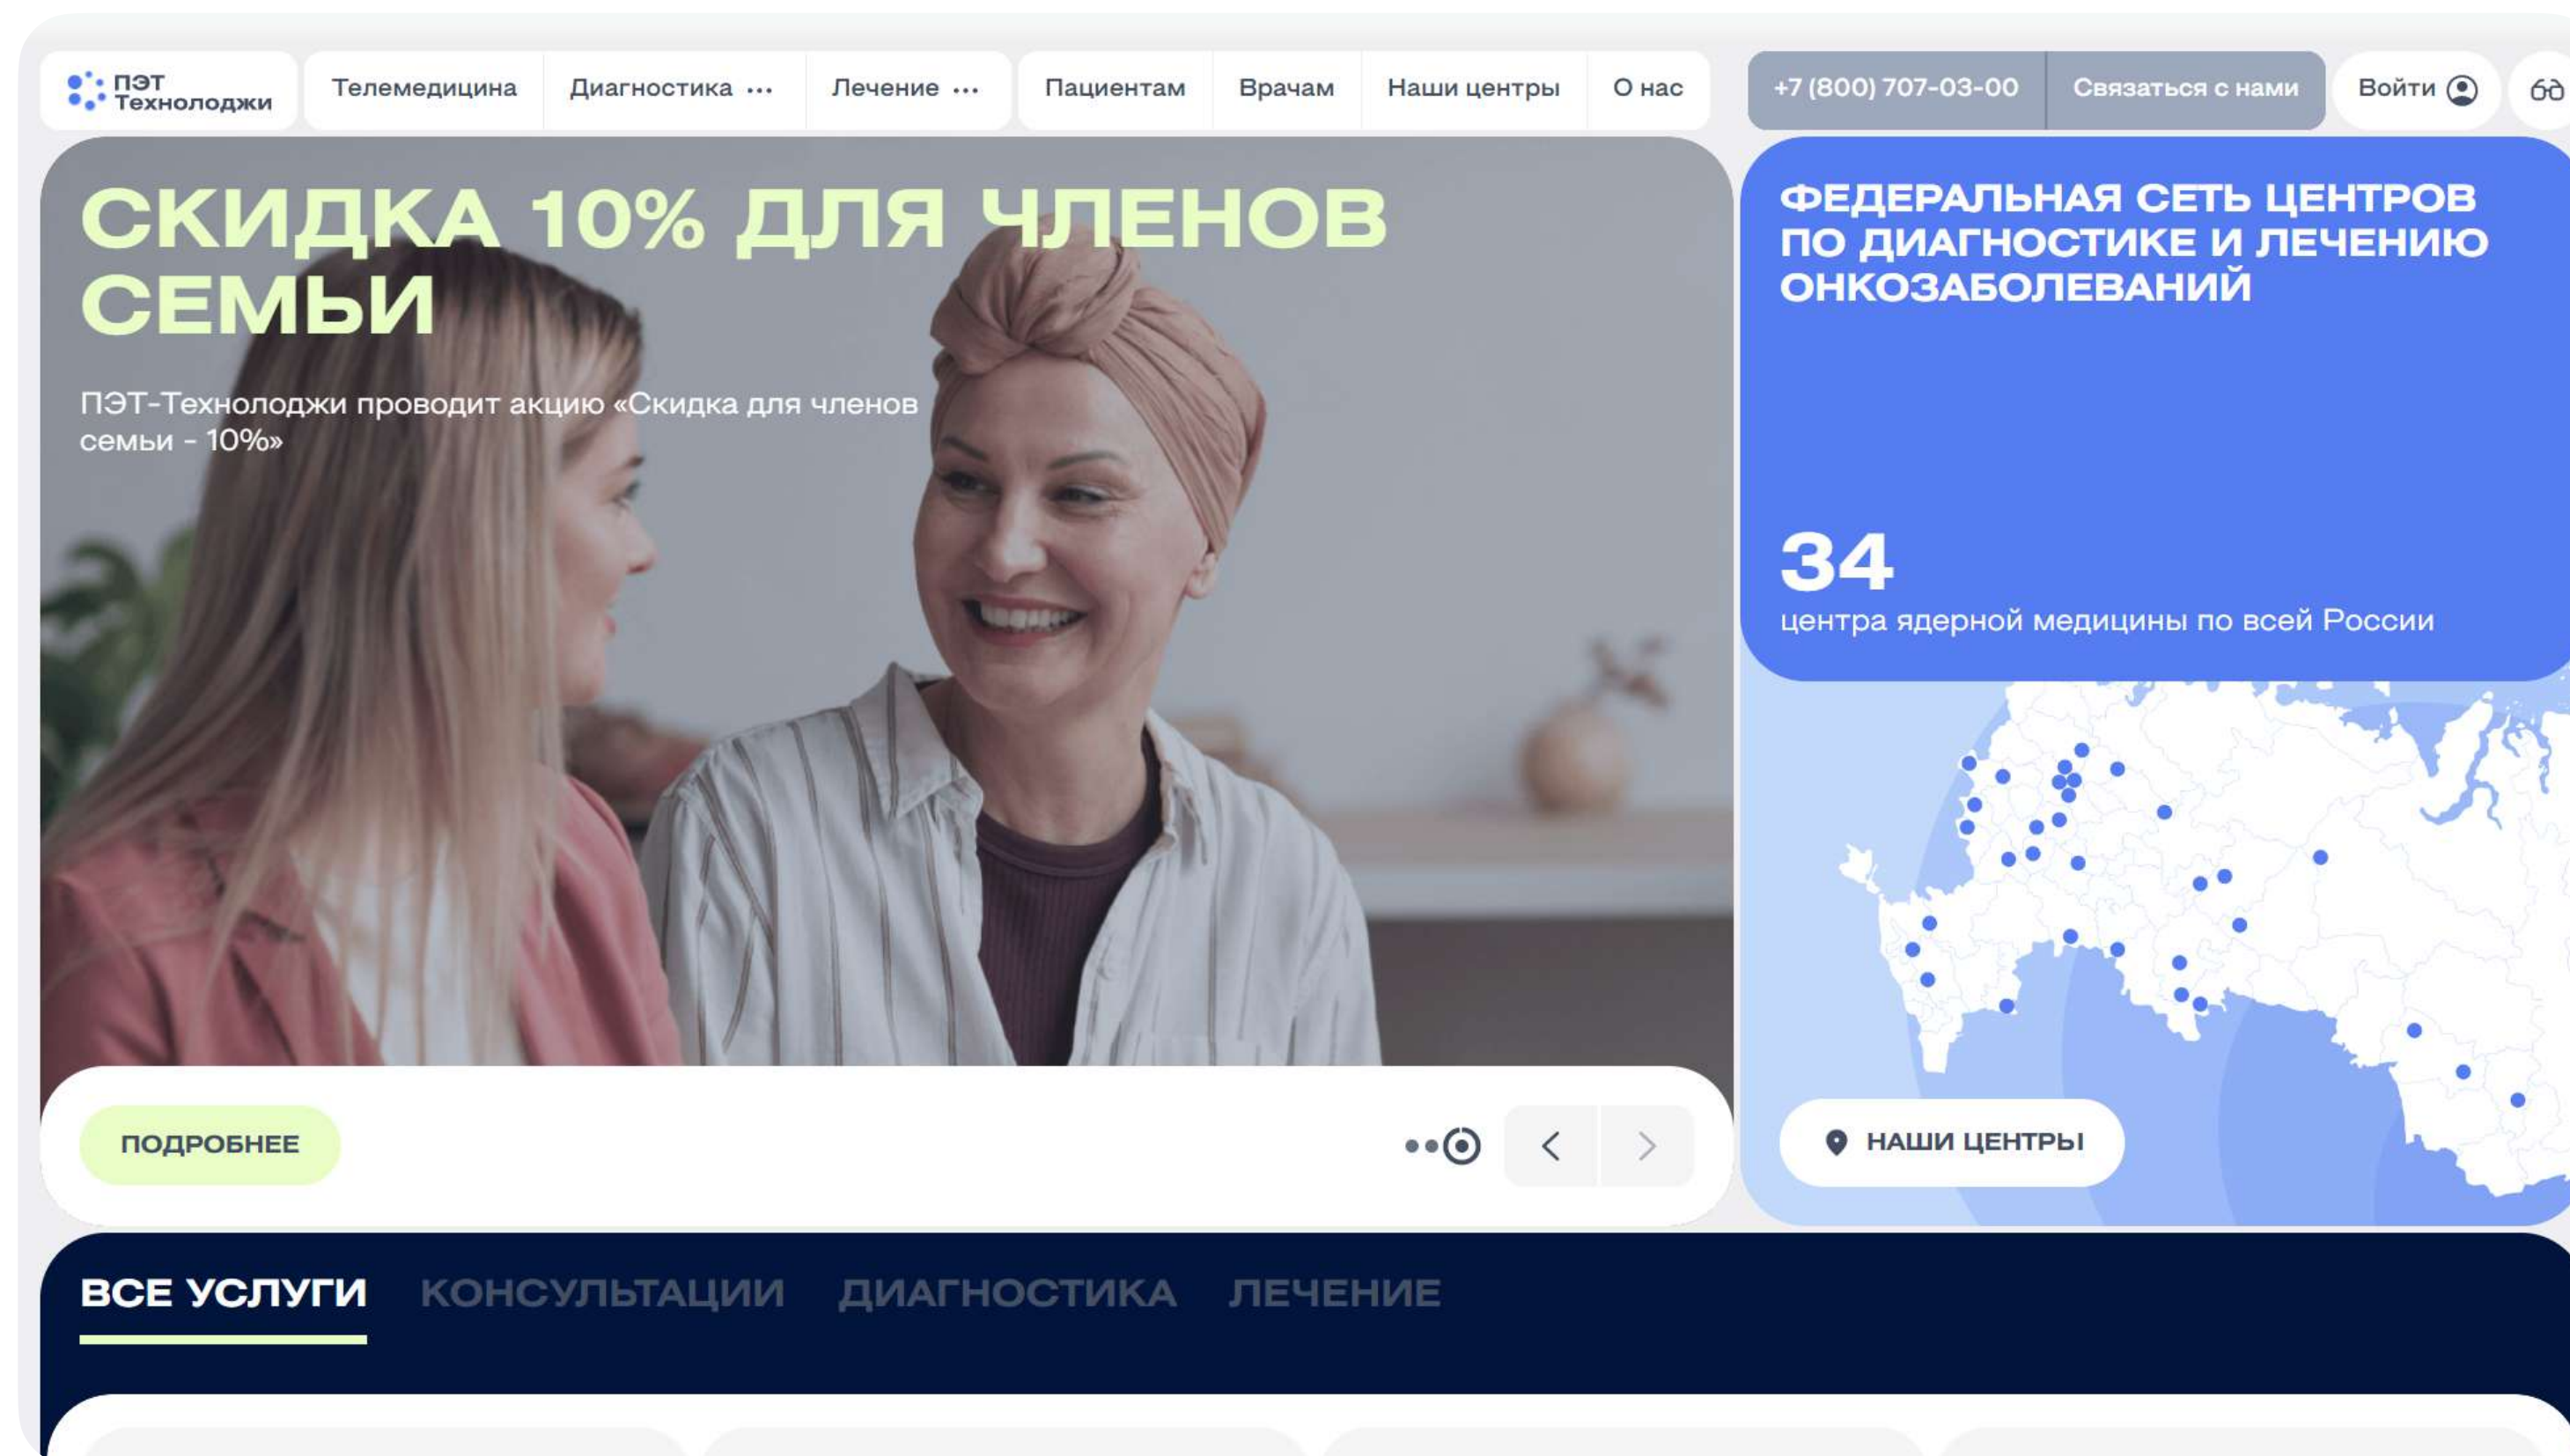 ПЭТ
Технолоджи
Телемедицина
Диагностика ...
Лечение ...
Пациентам
Врачам
Наши центры
О нас
+7 (800) 707-03-00
Связаться с нами
Войти
СКИДКА 10% ДЛЯ ЧЛЕНОВ
СЕМЬИ
ПЭТ-Технолоджи проводит акцию «Скидка для членов
семьи - 10%»
ПОДРОБНЕЕ
ФЕДЕРАЛЬНАЯ СЕТЬ ЦЕНТРОВ
ПО ДИАГНОСТИКЕ И ЛЕЧЕНИЮ
ОНКОЗАБОЛЕВАНИЙ
34
центра ядерной медицины по всей России
НАШИ ЦЕНТРЫ
ВСЕ УСЛУГИ
КОНСУЛЬТАЦИИ
ДИАГНОСТИКА
ЛЕЧЕНИЕ